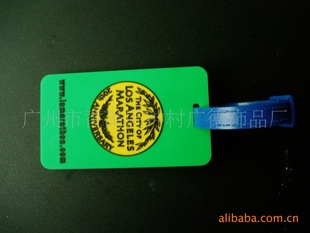 www.lamarathon.com
THE CITY OF
LOS ANGELES
MARATHON
ANNIVERSARY
广州市
村广德饰品厂
alibaba.com.cn